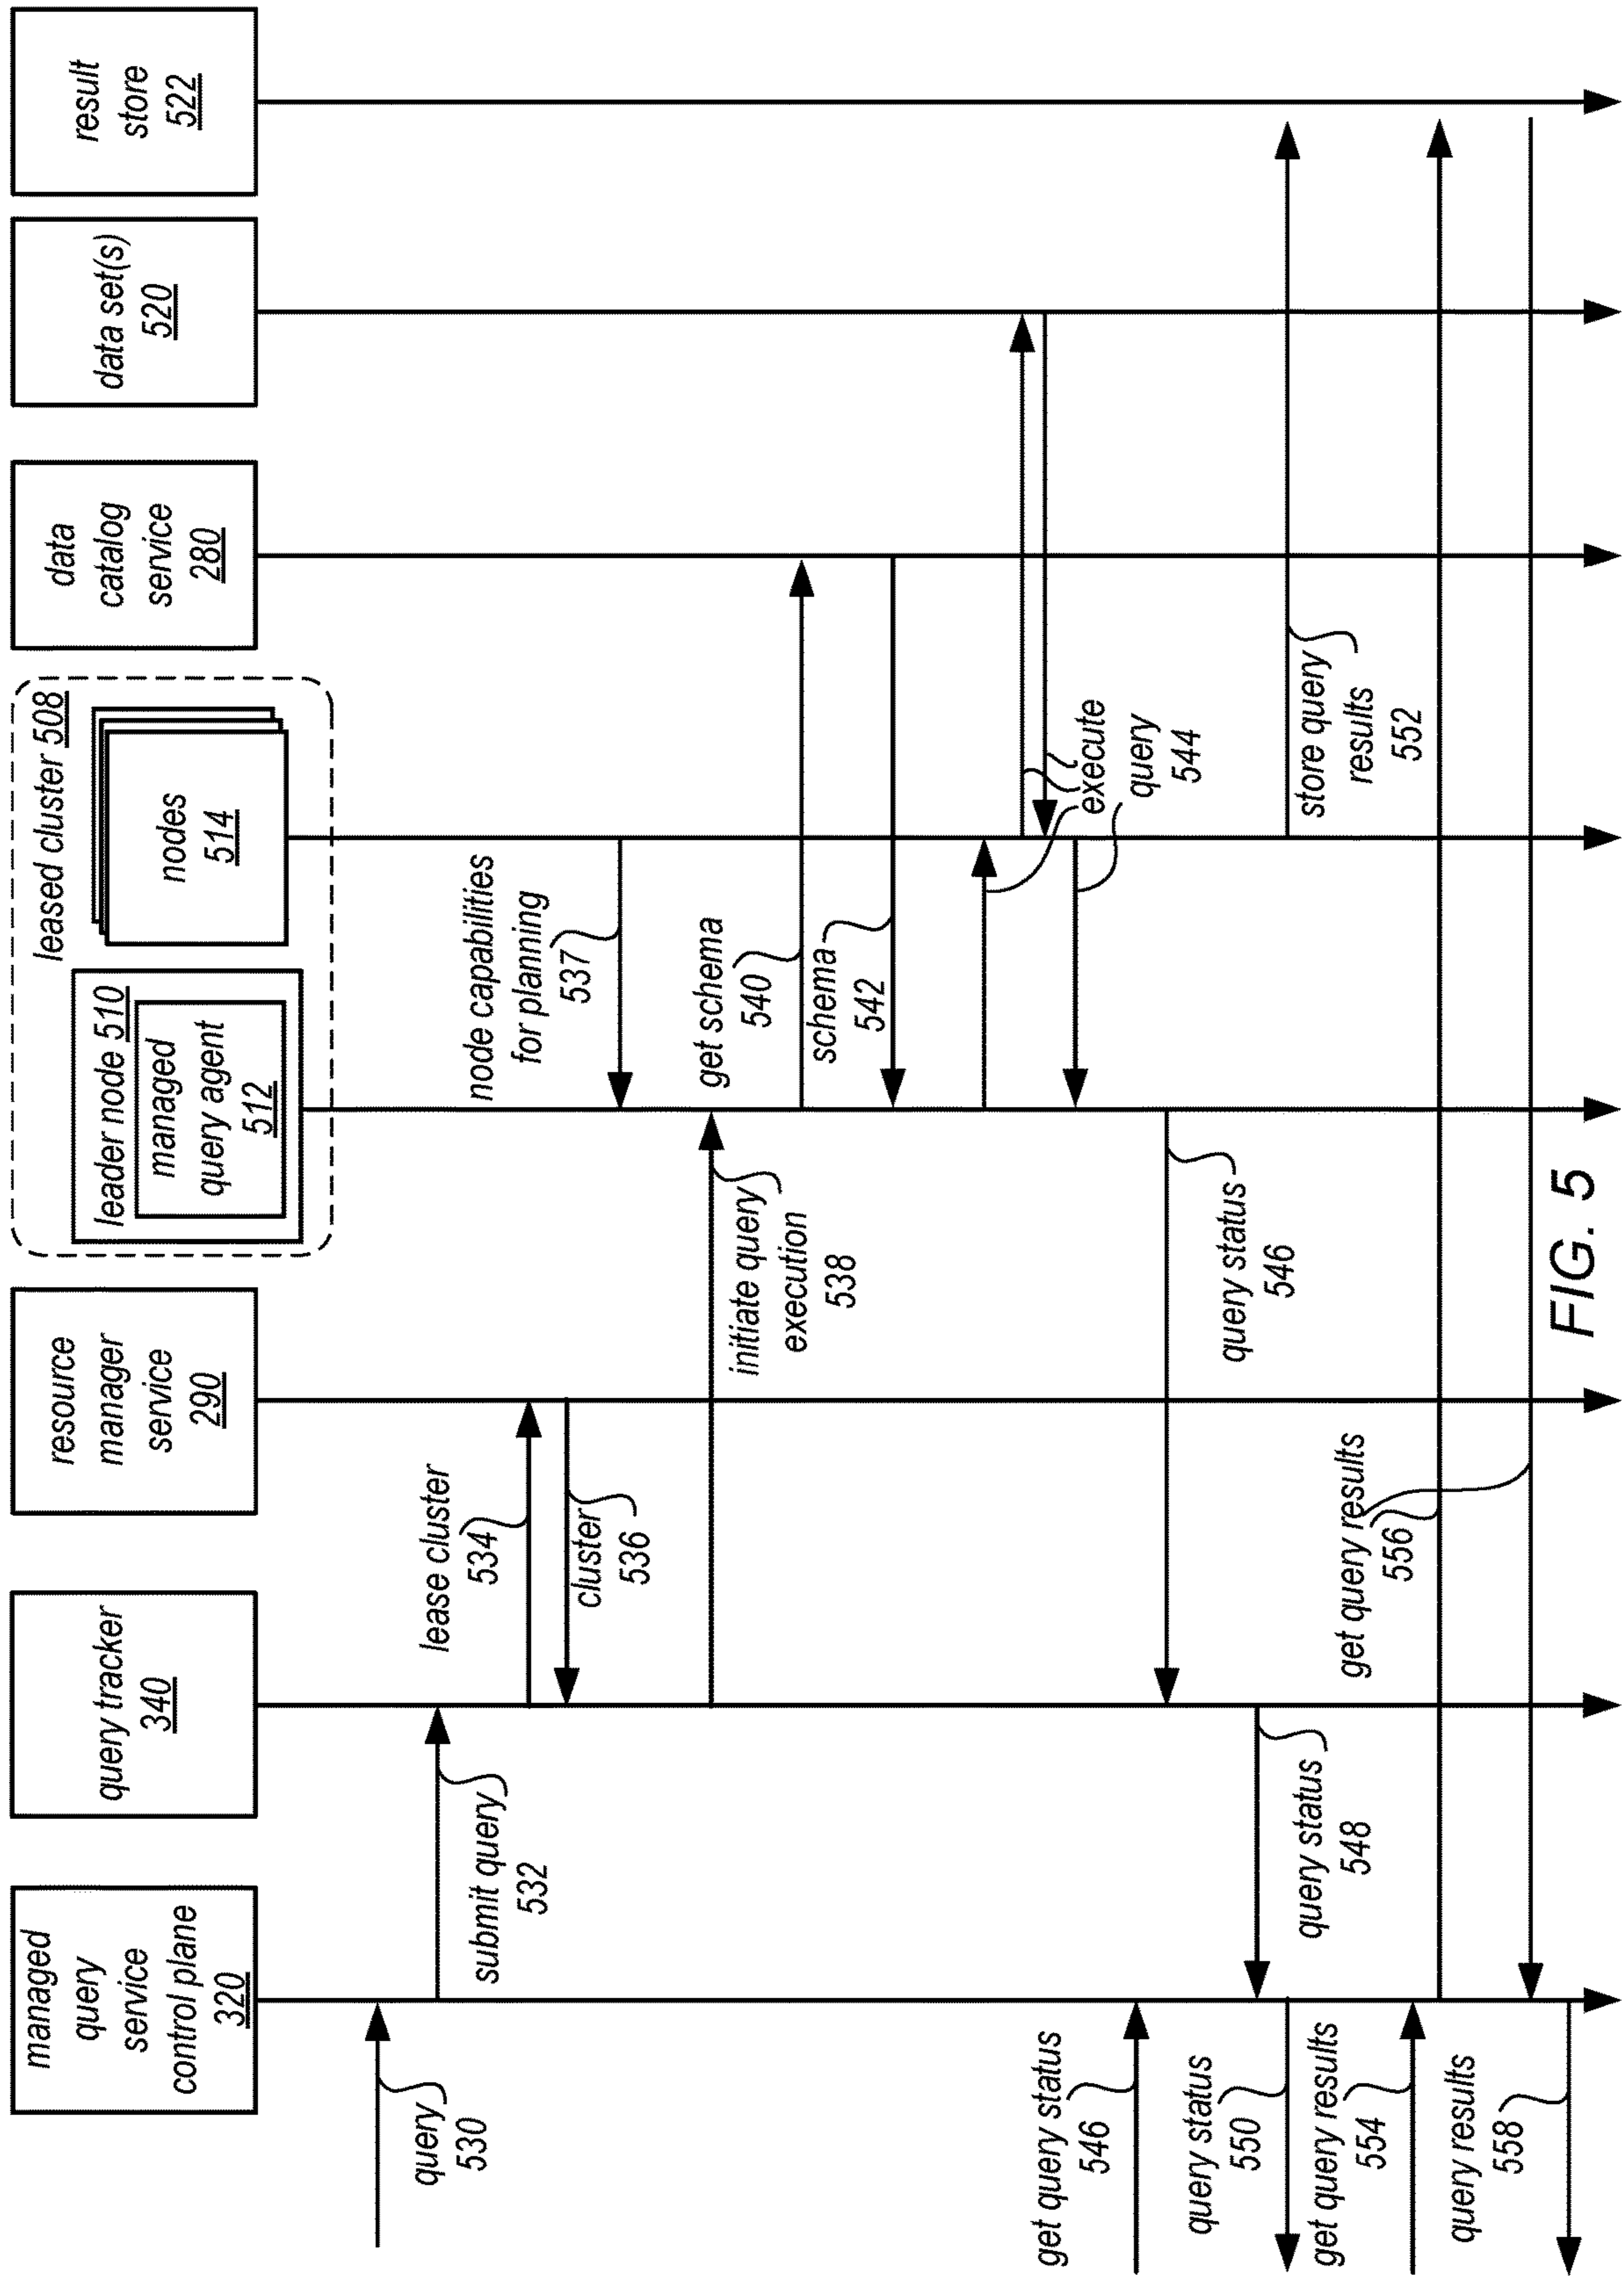 managed
query
service
control plane
320
query tracker
340
resource
manager
service
290
leased cluster 508
leader node 510
managed
query agent
512
nodes
514
data
catalog
service
280
data set(s)
520
result
store
522
query
530
submit query
532
lease cluster
534
cluster
536
node capabilities
for planning
537
initiate query
execution
538
get schema
540
schema
542
execute
query
544
get query status
546
query status
546
query status
548
query status
550
store query
results
552
get query results
554
get query results
556
query results
558
FIG. 5